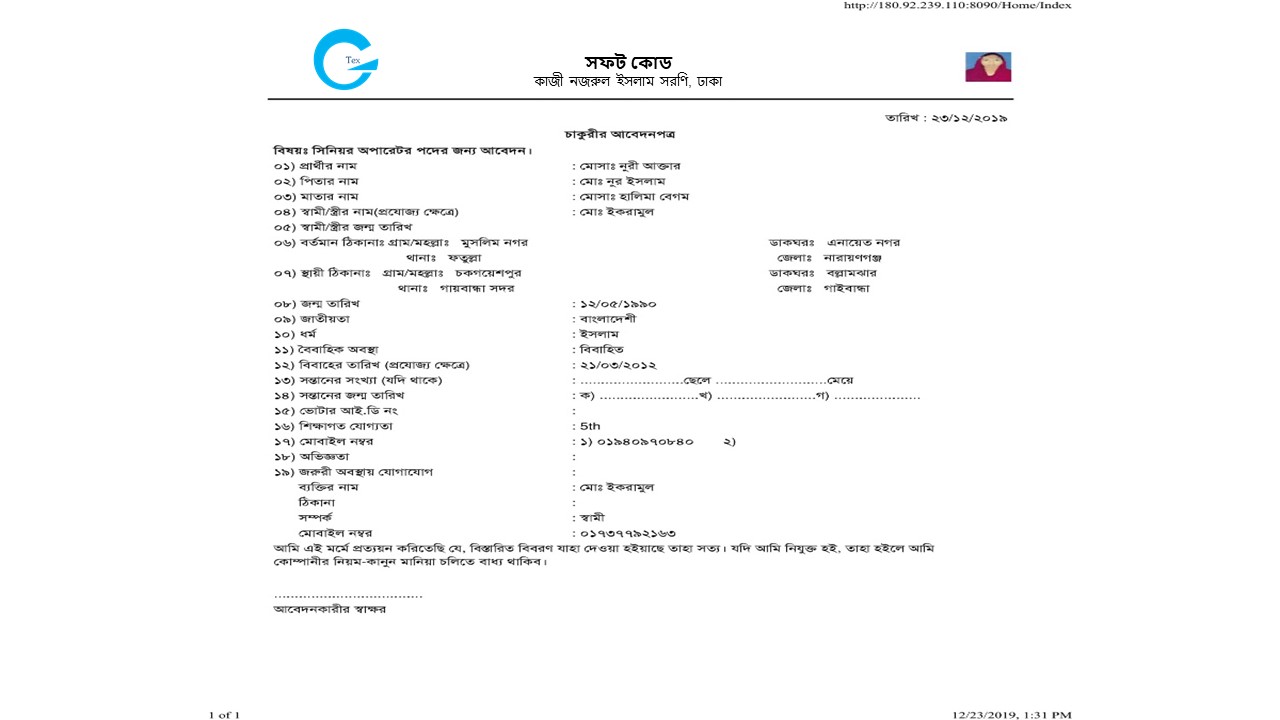 http://180.92.239.110:8090/Home/Index
Tex
সফট কোড
কাজী নজরুল ইসলাম সরণি, ঢাকা
তারিখ : ২৩/১২/২০১৯
চাকুরীর আবেদনপত্র
বিষয়ঃ সিনিয়র অপারেটর পদের জন্য আবেদন।
০১) প্রার্থীর নাম : মোসাঃ নুরী আক্তার
০২) পিতার নাম : মোঃ নুর ইসলাম
০৩) মাতার নাম : মোসাঃ হালিমা বেগম
০৪) স্বামী/স্ত্রীর নাম(প্রযোজ্য ক্ষেত্রে) : মোঃ ইকরামুল
০৫) স্বামী/স্ত্রীর জন্ম তারিখ
০৬) বর্তমান ঠিকানাঃ গ্রাম/মহল্লাঃ মুসলিম নগর ডাকঘরঃ এনায়েত নগর
থানাঃ ফতুল্লা জেলাঃ নারায়ণগঞ্জ
০৭) স্থায়ী ঠিকানাঃ গ্রাম/মহল্লাঃ চকগয়েশপুর ডাকঘরঃ বল্লামঝার
থানাঃ গায়বান্ধা সদর জেলাঃ গাইবান্ধা
০৮) জন্ম তারিখ : ১২/০৫/১৯৯০
০৯) জাতীয়তা : বাংলাদেশী
১০) ধর্ম : ইসলাম
১১) বৈবাহিক অবস্থা : বিবাহিত
১২) বিবাহের তারিখ (প্রযোজ্য ক্ষেত্রে) : ২১/০৩/২০১২
১৩) সন্তানের সংখ্যা (যদি থাকে) : .........................ছেলে ...........................মেয়ে
১৪) সন্তানের জন্ম তারিখ : ক) ........................খ) ........................গ) .....................
১৫) ভোটার আই.ডি নং :
১৬) শিক্ষাগত যোগ্যতা : 5th
১৭) মোবাইল নম্বর : ১) ০১৯৪০৯৭০৮৪০ ২)
১৮) অভিজ্ঞতা :
১৯) জরুরী অবস্থায় যোগাযোগ :
ব্যক্তির নাম : মোঃ ইকরামুল
ঠিকানা :
সম্পর্ক : স্বামী
মোবাইল নম্বর : ০১৭৩৭৭৯২১৬৩
আমি এই মর্মে প্রত্যয়ন করিতেছি যে, বিস্তারিত বিবরণ যাহা দেওয়া হইয়াছে তাহা সত্য। যদি আমি নিযুক্ত হই, তাহা হইলে আমি
কোম্পানীর নিয়ম-কানুন মানিয়া চলিতে বাধ্য থাকিব।
....................................
আবেদনকারীর স্বাক্ষর
1 of 1 12/23/2019, 1:31 PM